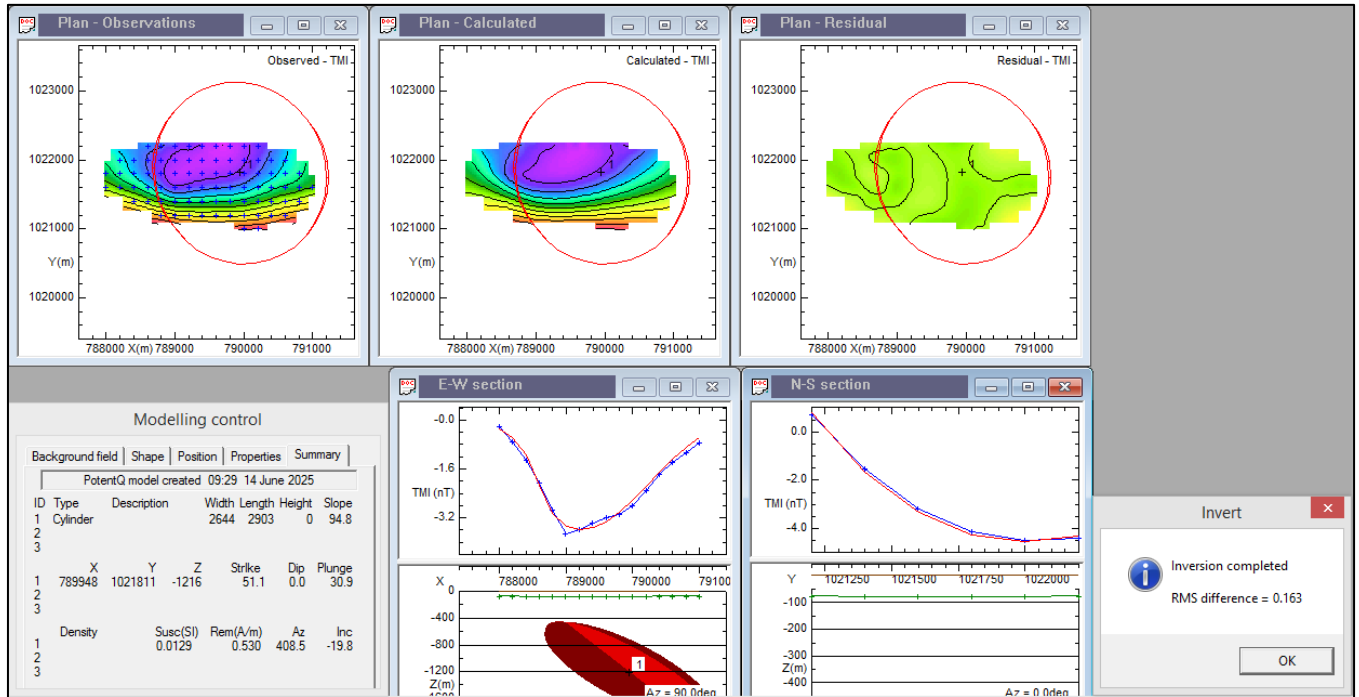 Plan - Observations
Observed - TMI
1023000
1022000
1021000
Y(m)
1020000
788000 X(m) 789000 790000 791000
Plan - Calculated
Calculated - TMI
1023000
1022000
1021000
Y(m)
1020000
788000 X(m) 789000 790000 791000
Plan - Residual
Residual - TMI
1023000
1022000
1021000
Y(m)
1020000
788000 X(m) 789000 790000 791000
Modelling control
Background field Shape Position Properties Summary
PotentQ model created 09:29 14 June 2025
ID Type Description Width Length Height Slope
1 Cylinder 2644 2903 0 94.8
2
3
X Y Z Strike Dip Plunge
1 789948 1021811 -1216 51.1 0.0 30.9
2
3
Density Susc(SI) Rem(A/m) Az Inc
1 0.0129 0.530 408.5 -19.8
2
3
E-W section
-0.0
-1.6
TMI (nT)
-3.2
X 788000 789000 790000 79100
0
-400
-800
1
-1200
Z(m)
Az = 90.0deg
N-S section
0.0
-2.0
TMI (nT)
-4.0
Y 1021250 1021500 1021750 1022000
-100
-200
-300
Z(m)
-400
Az = 0.0deg
Invert
Inversion completed
RMS difference = 0.163
OK